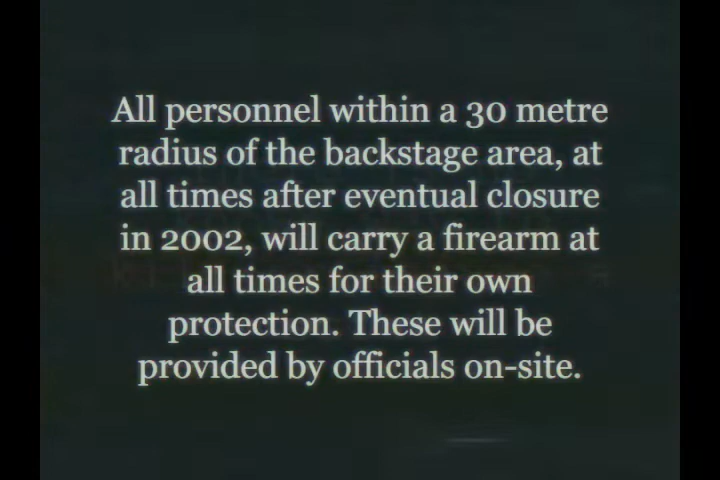 All personnel within a 30 metre
radius of the backstage area, at
all times after eventual closure
in 2002, will carry a firearm at
all times for their own
protection. These will be
provided by officials on-site.